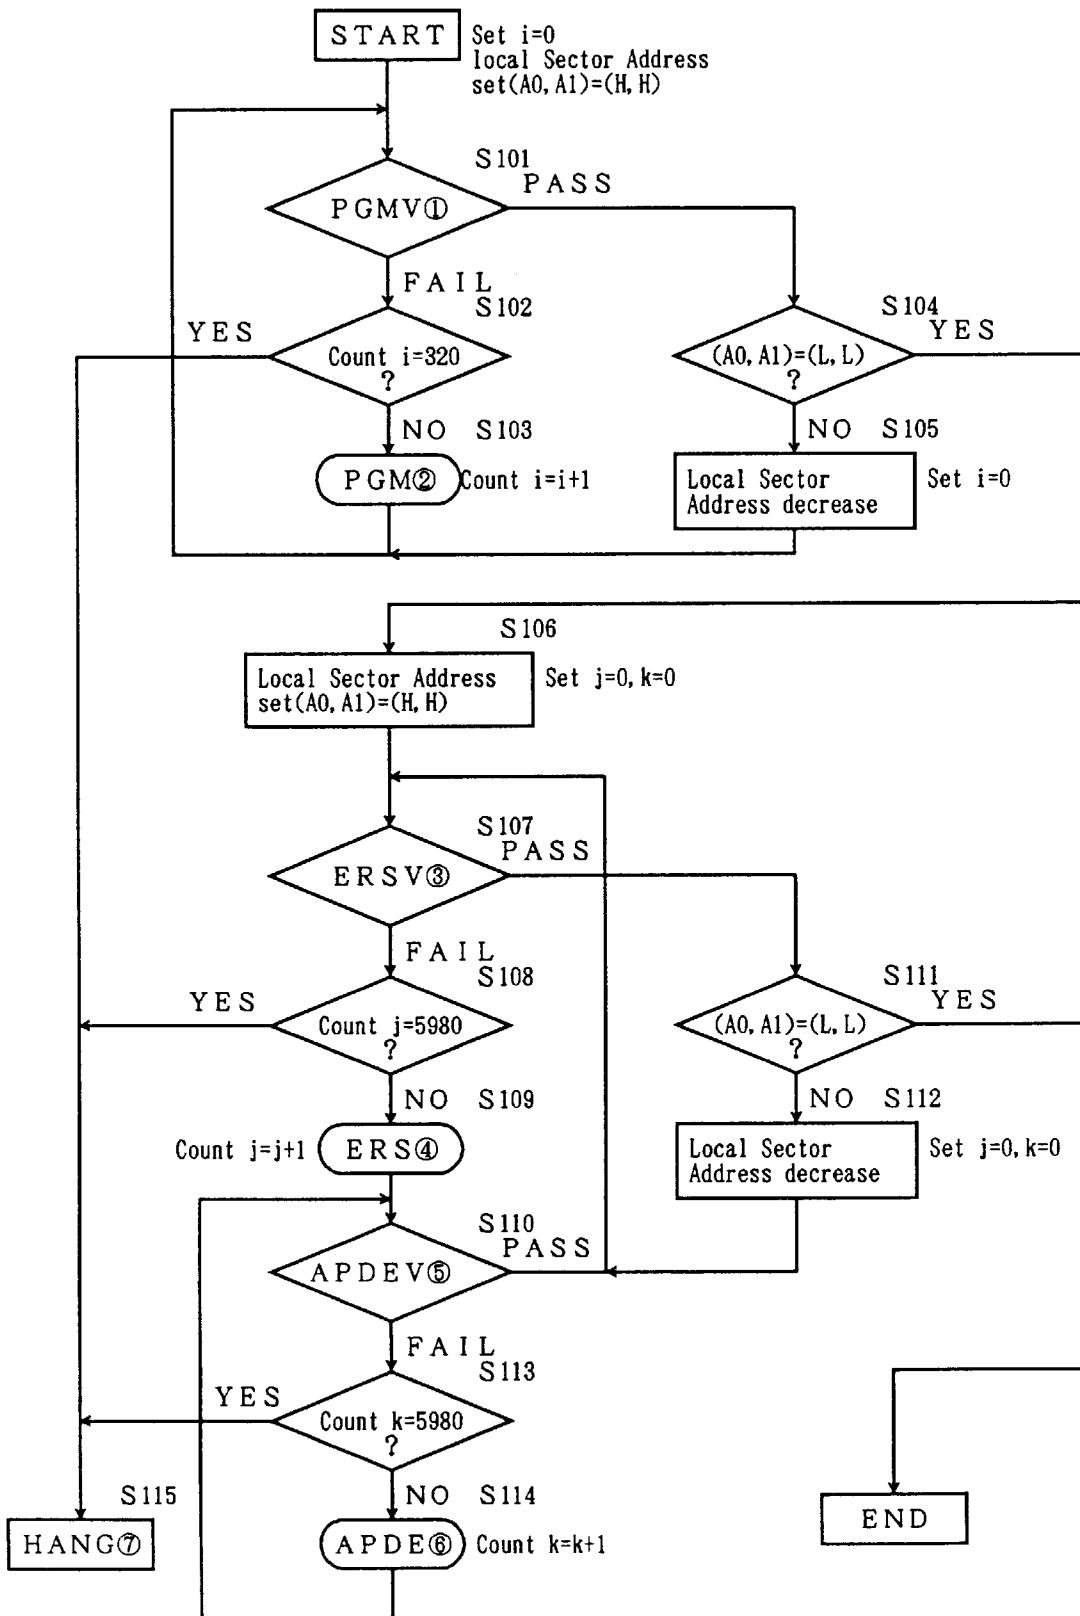 START
Set i=0
local Sector Address
set(A0, A1)=(H, H)
S101
PASS
PGMV①
FAIL
S102
YES
Count i=320
?
S104
YES
(A0, A1)=(L, L)
?
NO S103
PGM②
Count i=i+1
NO S105
Local Sector
Address decrease
Set i=0
S106
Local Sector Address
set(A0, A1)=(H, H)
Set j=0, k=0
S107
PASS
ERSV③
FAIL
S108
YES
Count j=5980
?
S111
YES
(A0, A1)=(L, L)
?
NO S109
Count j=j+1
ERS④
NO S112
Local Sector
Address decrease
Set j=0, k=0
S110
PASS
APDEV⑤
FAIL
S113
YES
Count k=5980
?
NO S114
APDE⑥
Count k=k+1
S115
HANG⑦
END